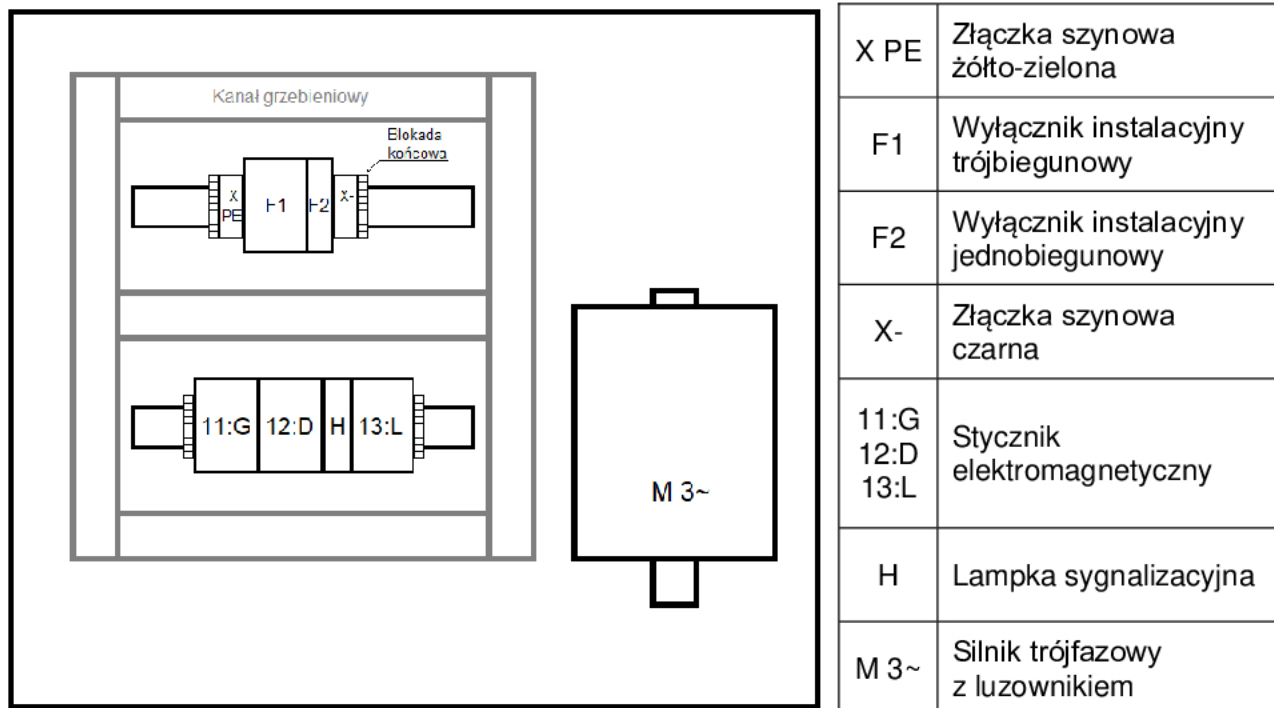 Kanał grzebieniowy
Elokada
końcowa
X
PE
F1
F2
X-
11:G
12:D
H
13:L
M 3~
X PE
Złączka szynowa
żółto-zielona
F1
Wyłącznik instalacyjny
trójbiegunowy
F2
Wyłącznik instalacyjny
jednobiegunowy
X-
Złączka szynowa
czarna
11:G
12:D
13:L
Stycznik
elektromagnetyczny
H
Lampka sygnalizacyjna
M 3~
Silnik trójfazowy
z luzownikiem